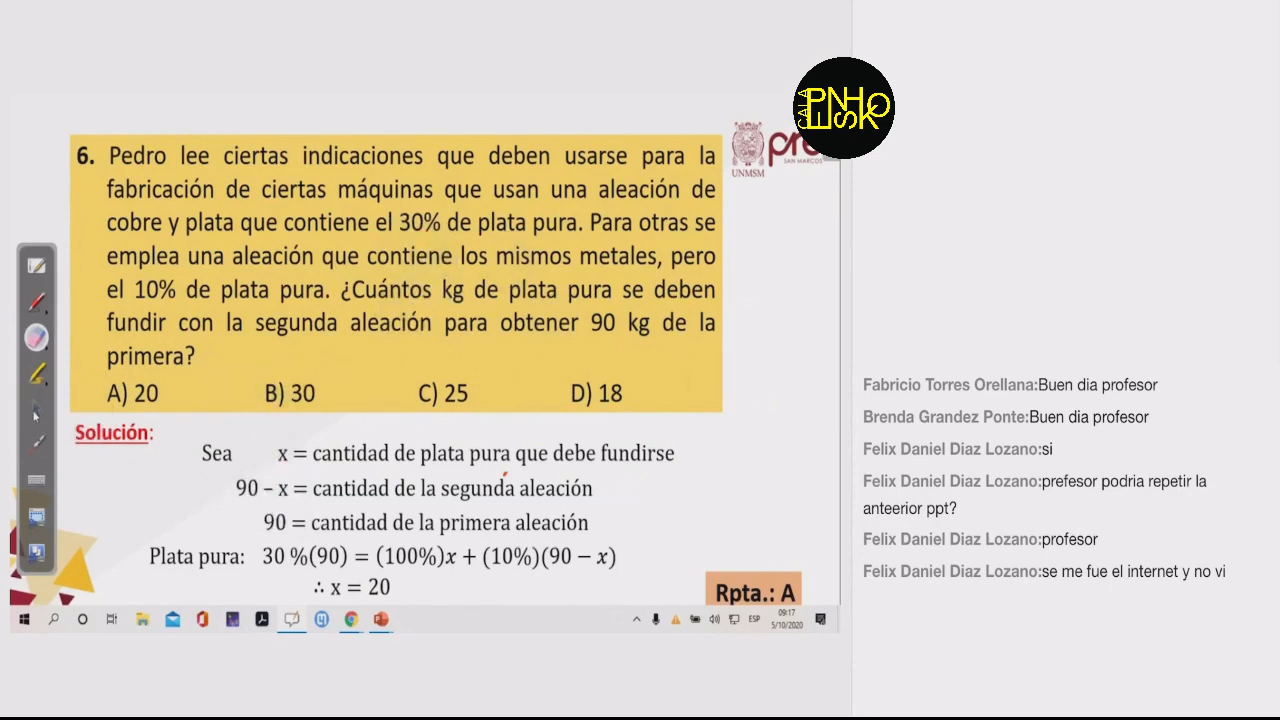 CALA
PENHO
ESK
6. Pedro lee ciertas indicaciones que deben usarse para la
fabricación de ciertas máquinas que usan una aleación de
cobre y plata que contiene el 30% de plata pura. Para otras se
emplea una aleación que contiene los mismos metales, pero
el 10% de plata pura. ¿Cuántos kg de plata pura se deben
fundir con la segunda aleación para obtener 90 kg de la
primera?
A) 20 B) 30 C) 25 D) 18
UNMSM
pre
SAN MARCOS
Solución:
Sea x = cantidad de plata pura que debe fundirse
90 – x = cantidad de la segunda aleación
90 = cantidad de la primera aleación
Plata pura: 30 %(90) = (100%)x + (10%)(90 − x)
∴ x = 20
Rpta.: A
ESP
09:17
5/10/2020
Fabricio Torres Orellana:Buen dia profesor
Brenda Grandez Ponte:Buen dia profesor
Felix Daniel Diaz Lozano:si
Felix Daniel Diaz Lozano:prefesor podria repetir la
anteerior ppt?
Felix Daniel Diaz Lozano:profesor
Felix Daniel Diaz Lozano:se me fue el internet y no vi